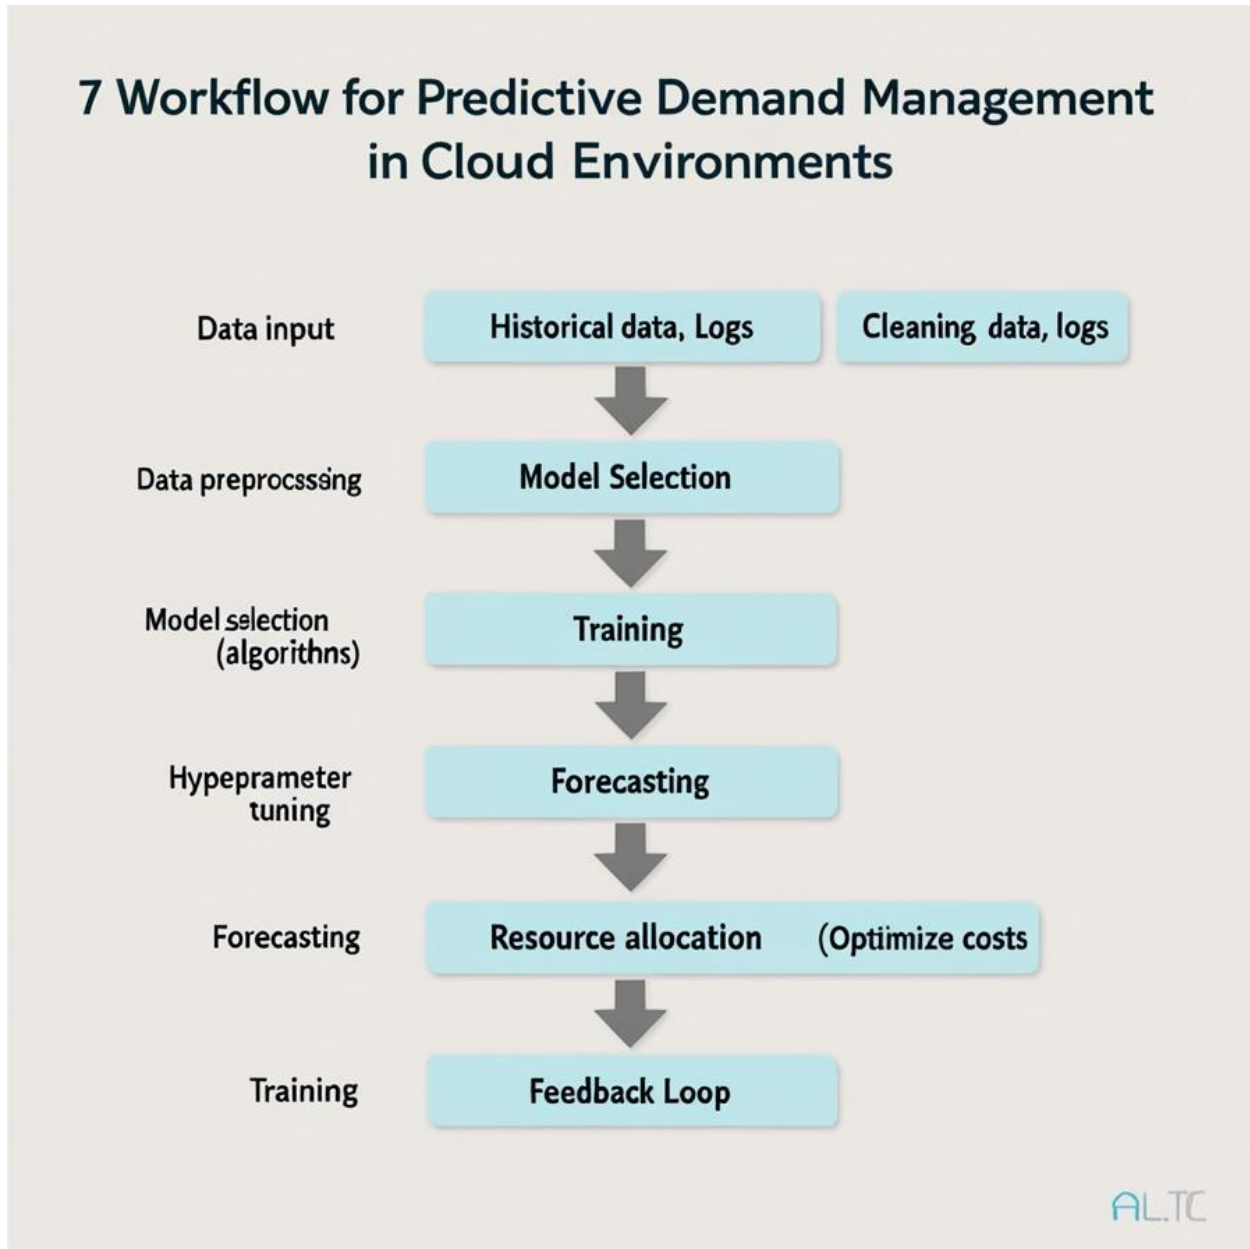 7 Workflow for Predictive Demand Management
in Cloud Environments
Data input
Historical data, Logs
Cleaning data, logs
Data preprocsssing
Model Selection
Model selection
(algorithns)
Training
Hypeprameter
tuning
Forecasting
Forecasting
Resource allocation (Optimize costs
Training
Feedback Loop
AL.TC